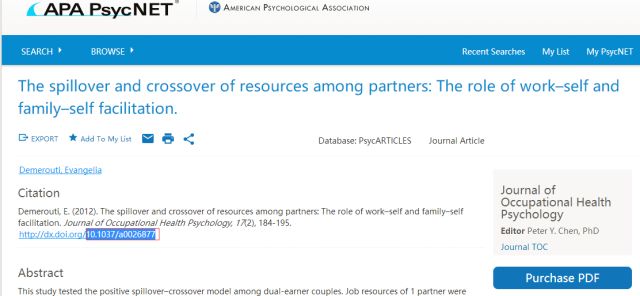 APA PsycNET® AMERICAN PSYCHOLOGICAL ASSOCIATION
SEARCH BROWSE Recent Searches My List My PsycNET
The spillover and crossover of resources among partners: The role of work–self and
family–self facilitation.
EXPORT Add To My List Database: PsycARTICLES Journal Article
Demerouti, Evangelia
Citation
Demerouti, E. (2012). The spillover and crossover of resources among partners: The role of work–self and family–self
facilitation. Journal of Occupational Health Psychology, 17(2), 184-195.
http://dx.doi.org/10.1037/a0026877
Journal of
Occupational Health
Psychology
Editor Peter Y. Chen, PhD
Journal TOC
Purchase PDF
Abstract
This study tested the positive spillover–crossover model among dual-earner couples. Job resources of 1 partner were